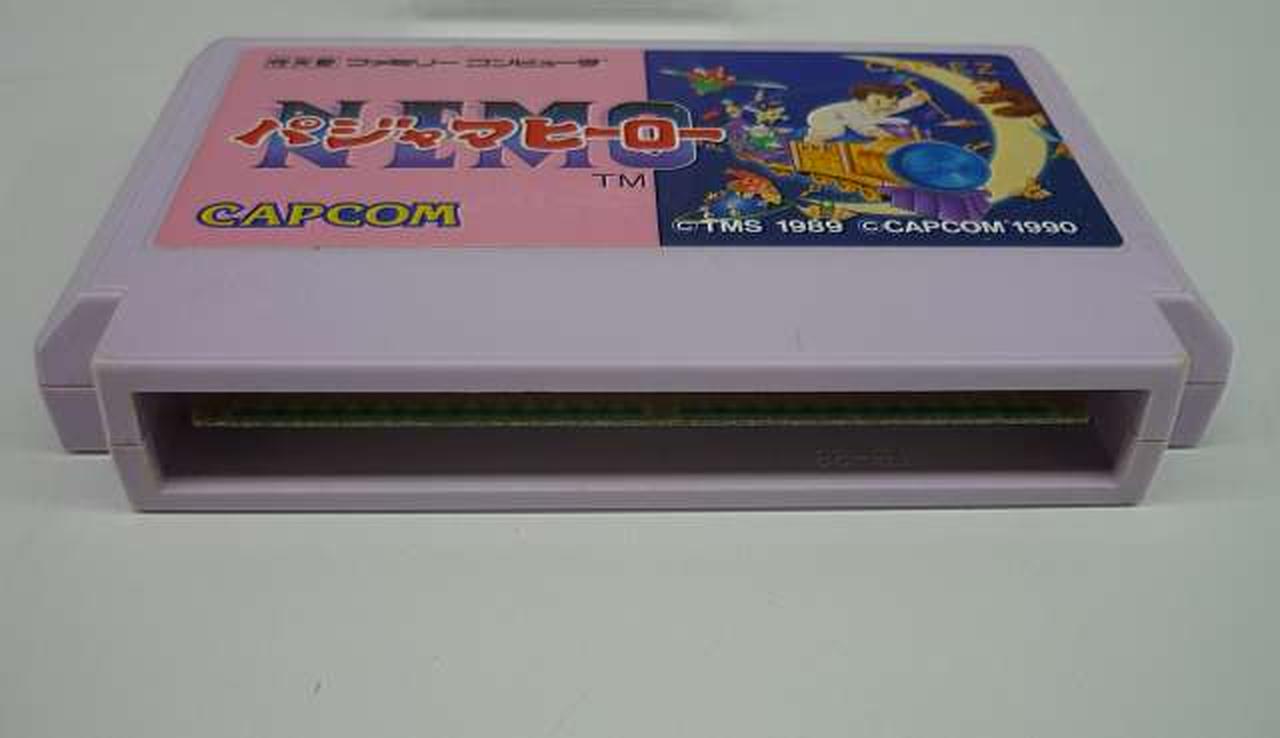 任天堂 ファミリー コンピュータ
NEMO
パジャマヒーロー
TM
CAPCOM
©TMS 1989 ©CAPCOM 1990